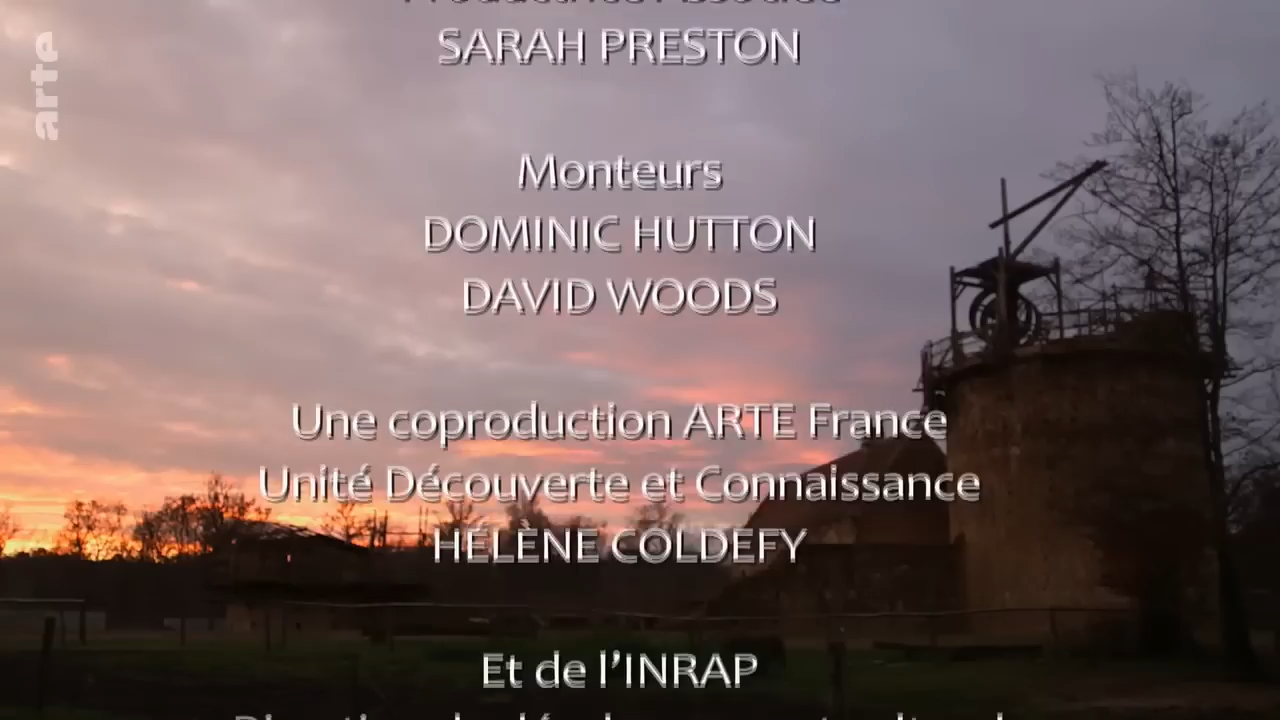 arte
SARAH PRESTON
Monteurs
DOMINIC HUTTON
DAVID WOODS
Une coproduction ARTE France
Unité Découverte et Connaissance
HÉLÈNE COLDEFY
Et de l’INRAP